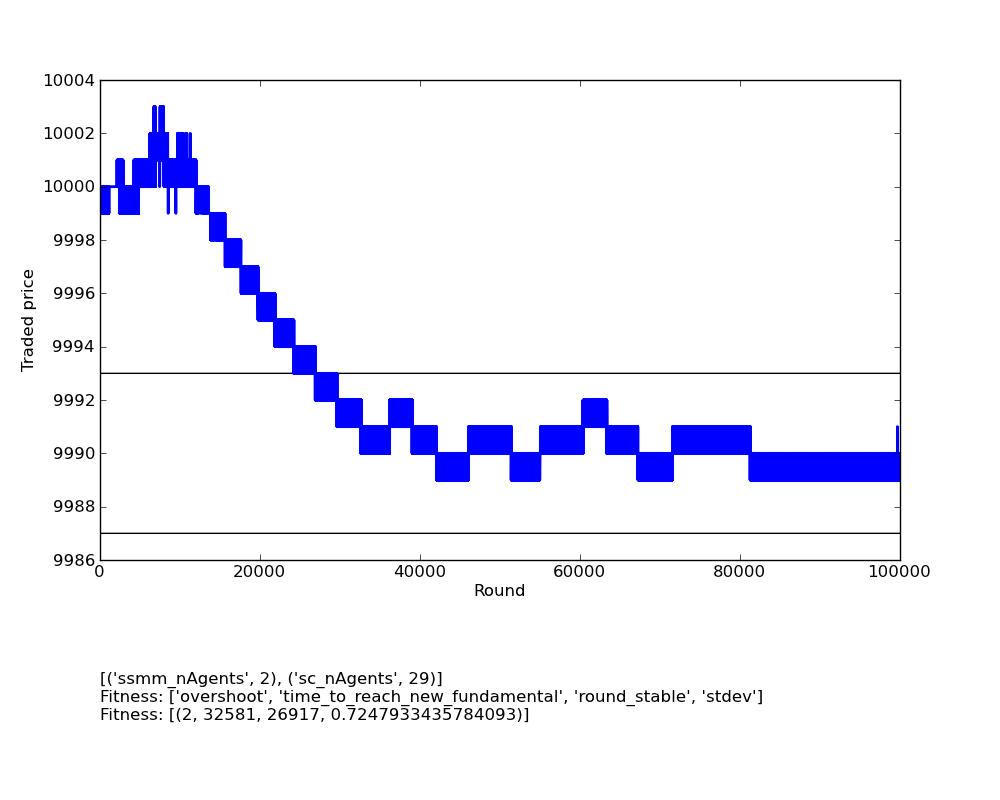 10004
10002
10000
9998
9996
9994
9992
9990
9988
9986
Traded price
0 20000 40000 60000 80000 100000
Round
[('ssmm_nAgents', 2), ('sc_nAgents', 29)]
Fitness: ['overshoot', 'time_to_reach_new_fundamental', 'round_stable', 'stdev']
Fitness: [(2, 32581, 26917, 0.7247933435784093)]